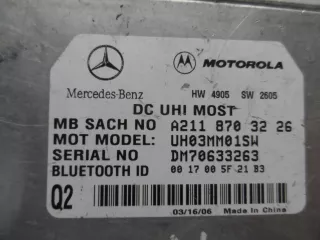 MOTOROLA
Mercedes-Benz HW 4905 SW 2605
DC UHI MOST
MB SACH NO A211 870 32 26
MOT MODEL: UH03MM01SW
SERIAL NO DM70633263
BLUETOOTH ID 00 17 00 5F 21 B3
Q2
03/16/06 Made in China